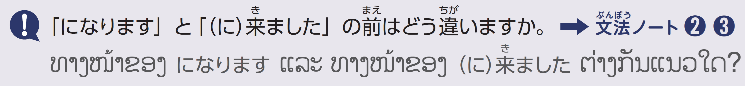 「になります」と「(に)来ました」の前はどう違いますか。➡文法ノート❷❸
ທາງໜ້າຂອງ になります ແລະ ທາງໜ້າຂອງ (に)来ました ຕ່າງກັນແນວໃດ?